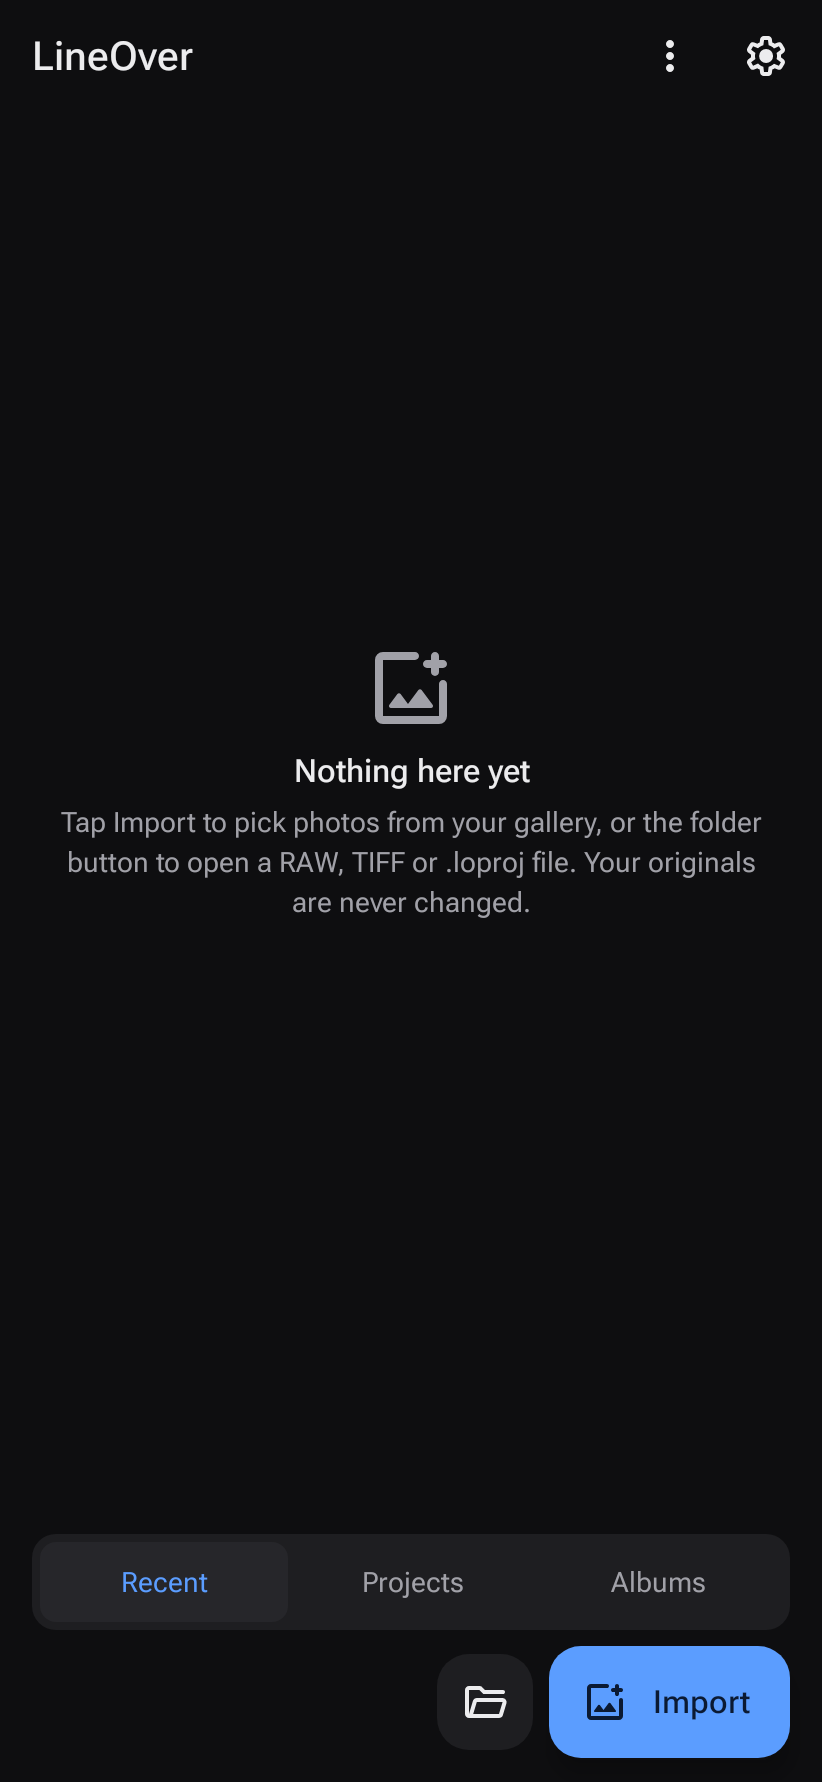 LineOver
Nothing here yet
Tap Import to pick photos from your gallery, or the folder
button to open a RAW, TIFF or .loproj file. Your originals
are never changed.
Recent
Projects
Albums
Import